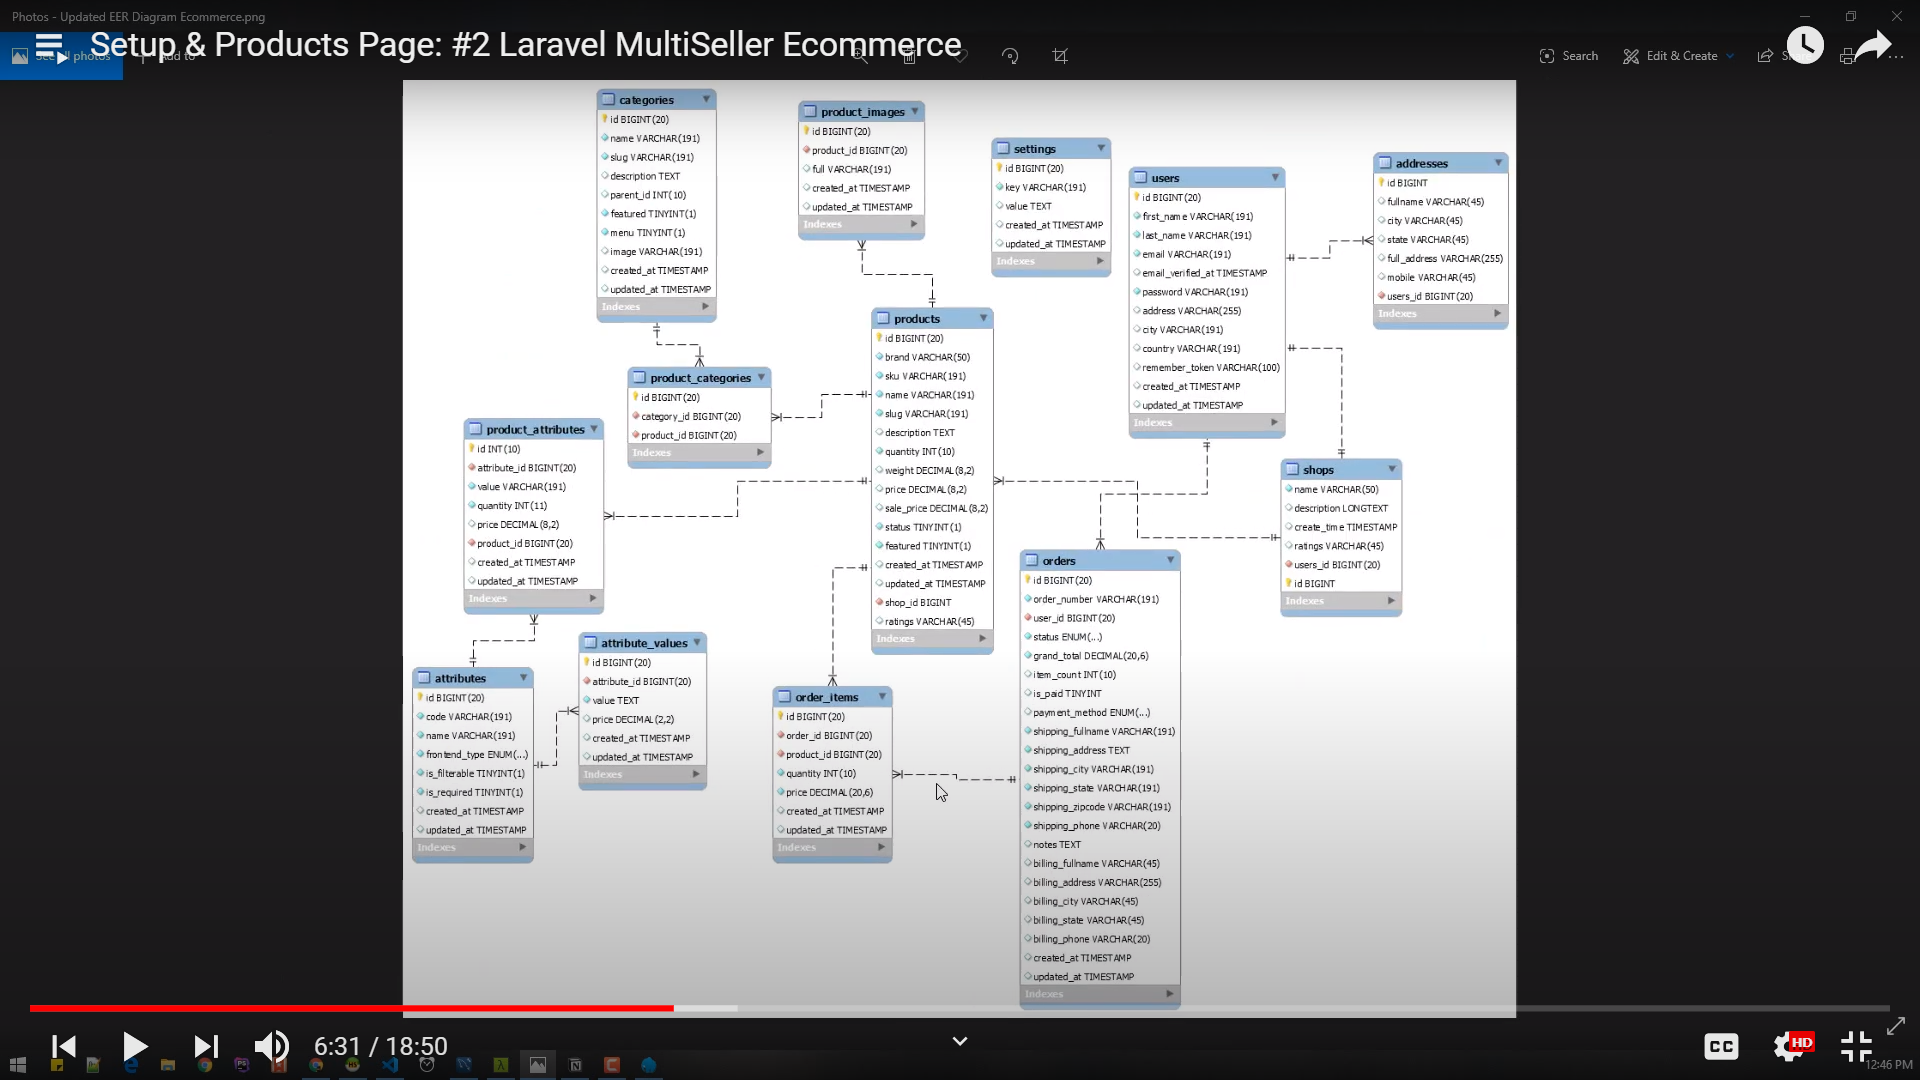 Photos - Updated EER Diagram Ecommerce.png
Setup & Products Page: #2 Laravel MultiSeller Ecommerce
Search
Edit & Create
categories
id BIGINT(20)
name VARCHAR(191)
slug VARCHAR(191)
description TEXT
parent_id INT(10)
featured TINYINT(1)
menu TINYINT(1)
image VARCHAR(191)
created_at TIMESTAMP
updated_at TIMESTAMP
Indexes
product_images
id BIGINT(20)
product_id BIGINT(20)
full VARCHAR(191)
created_at TIMESTAMP
updated_at TIMESTAMP
Indexes
settings
id BIGINT(20)
key VARCHAR(191)
value TEXT
created_at TIMESTAMP
updated_at TIMESTAMP
Indexes
users
id BIGINT(20)
first_name VARCHAR(191)
last_name VARCHAR(191)
email VARCHAR(191)
email_verified_at TIMESTAMP
password VARCHAR(191)
address VARCHAR(255)
city VARCHAR(191)
country VARCHAR(191)
remember_token VARCHAR(100)
created_at TIMESTAMP
updated_at TIMESTAMP
Indexes
addresses
id BIGINT
fullname VARCHAR(45)
city VARCHAR(45)
state VARCHAR(45)
full_address VARCHAR(255)
mobile VARCHAR(45)
users_id BIGINT(20)
Indexes
product_categories
id BIGINT(20)
category_id BIGINT(20)
product_id BIGINT(20)
Indexes
products
id BIGINT(20)
brand VARCHAR(50)
sku VARCHAR(191)
name VARCHAR(191)
slug VARCHAR(191)
description TEXT
quantity INT(10)
weight DECIMAL(8,2)
price DECIMAL(8,2)
sale_price DECIMAL(8,2)
status TINYINT(1)
featured TINYINT(1)
created_at TIMESTAMP
updated_at TIMESTAMP
shop_id BIGINT
ratings VARCHAR(45)
Indexes
product_attributes
id INT(10)
attribute_id BIGINT(20)
value VARCHAR(191)
quantity INT(11)
price DECIMAL(8,2)
product_id BIGINT(20)
created_at TIMESTAMP
updated_at TIMESTAMP
Indexes
shops
name VARCHAR(50)
description LONGTEXT
create_time TIMESTAMP
ratings VARCHAR(45)
users_id BIGINT(20)
id BIGINT
Indexes
attributes
id BIGINT(20)
code VARCHAR(191)
name VARCHAR(191)
frontend_type ENUM(...)
is_filterable TINYINT(1)
is_required TINYINT(1)
created_at TIMESTAMP
updated_at TIMESTAMP
Indexes
attribute_values
id BIGINT(20)
attribute_id BIGINT(20)
value TEXT
price DECIMAL(2,2)
created_at TIMESTAMP
updated_at TIMESTAMP
Indexes
order_items
id BIGINT(20)
order_id BIGINT(20)
product_id BIGINT(20)
quantity INT(10)
price DECIMAL(20,6)
created_at TIMESTAMP
updated_at TIMESTAMP
Indexes
orders
id BIGINT(20)
order_number VARCHAR(191)
user_id BIGINT(20)
status ENUM(...)
grand_total DECIMAL(20,6)
item_count INT(10)
is_paid TINYINT
payment_method ENUM(...)
shipping_fullname VARCHAR(191)
shipping_address TEXT
shipping_city VARCHAR(191)
shipping_state VARCHAR(191)
shipping_zipcode VARCHAR(191)
shipping_phone VARCHAR(20)
notes TEXT
billing_fullname VARCHAR(45)
billing_address VARCHAR(255)
billing_city VARCHAR(45)
billing_state VARCHAR(45)
billing_phone VARCHAR(20)
created_at TIMESTAMP
updated_at TIMESTAMP
Indexes
6:31 / 18:50
CC
HD
12:46 PM